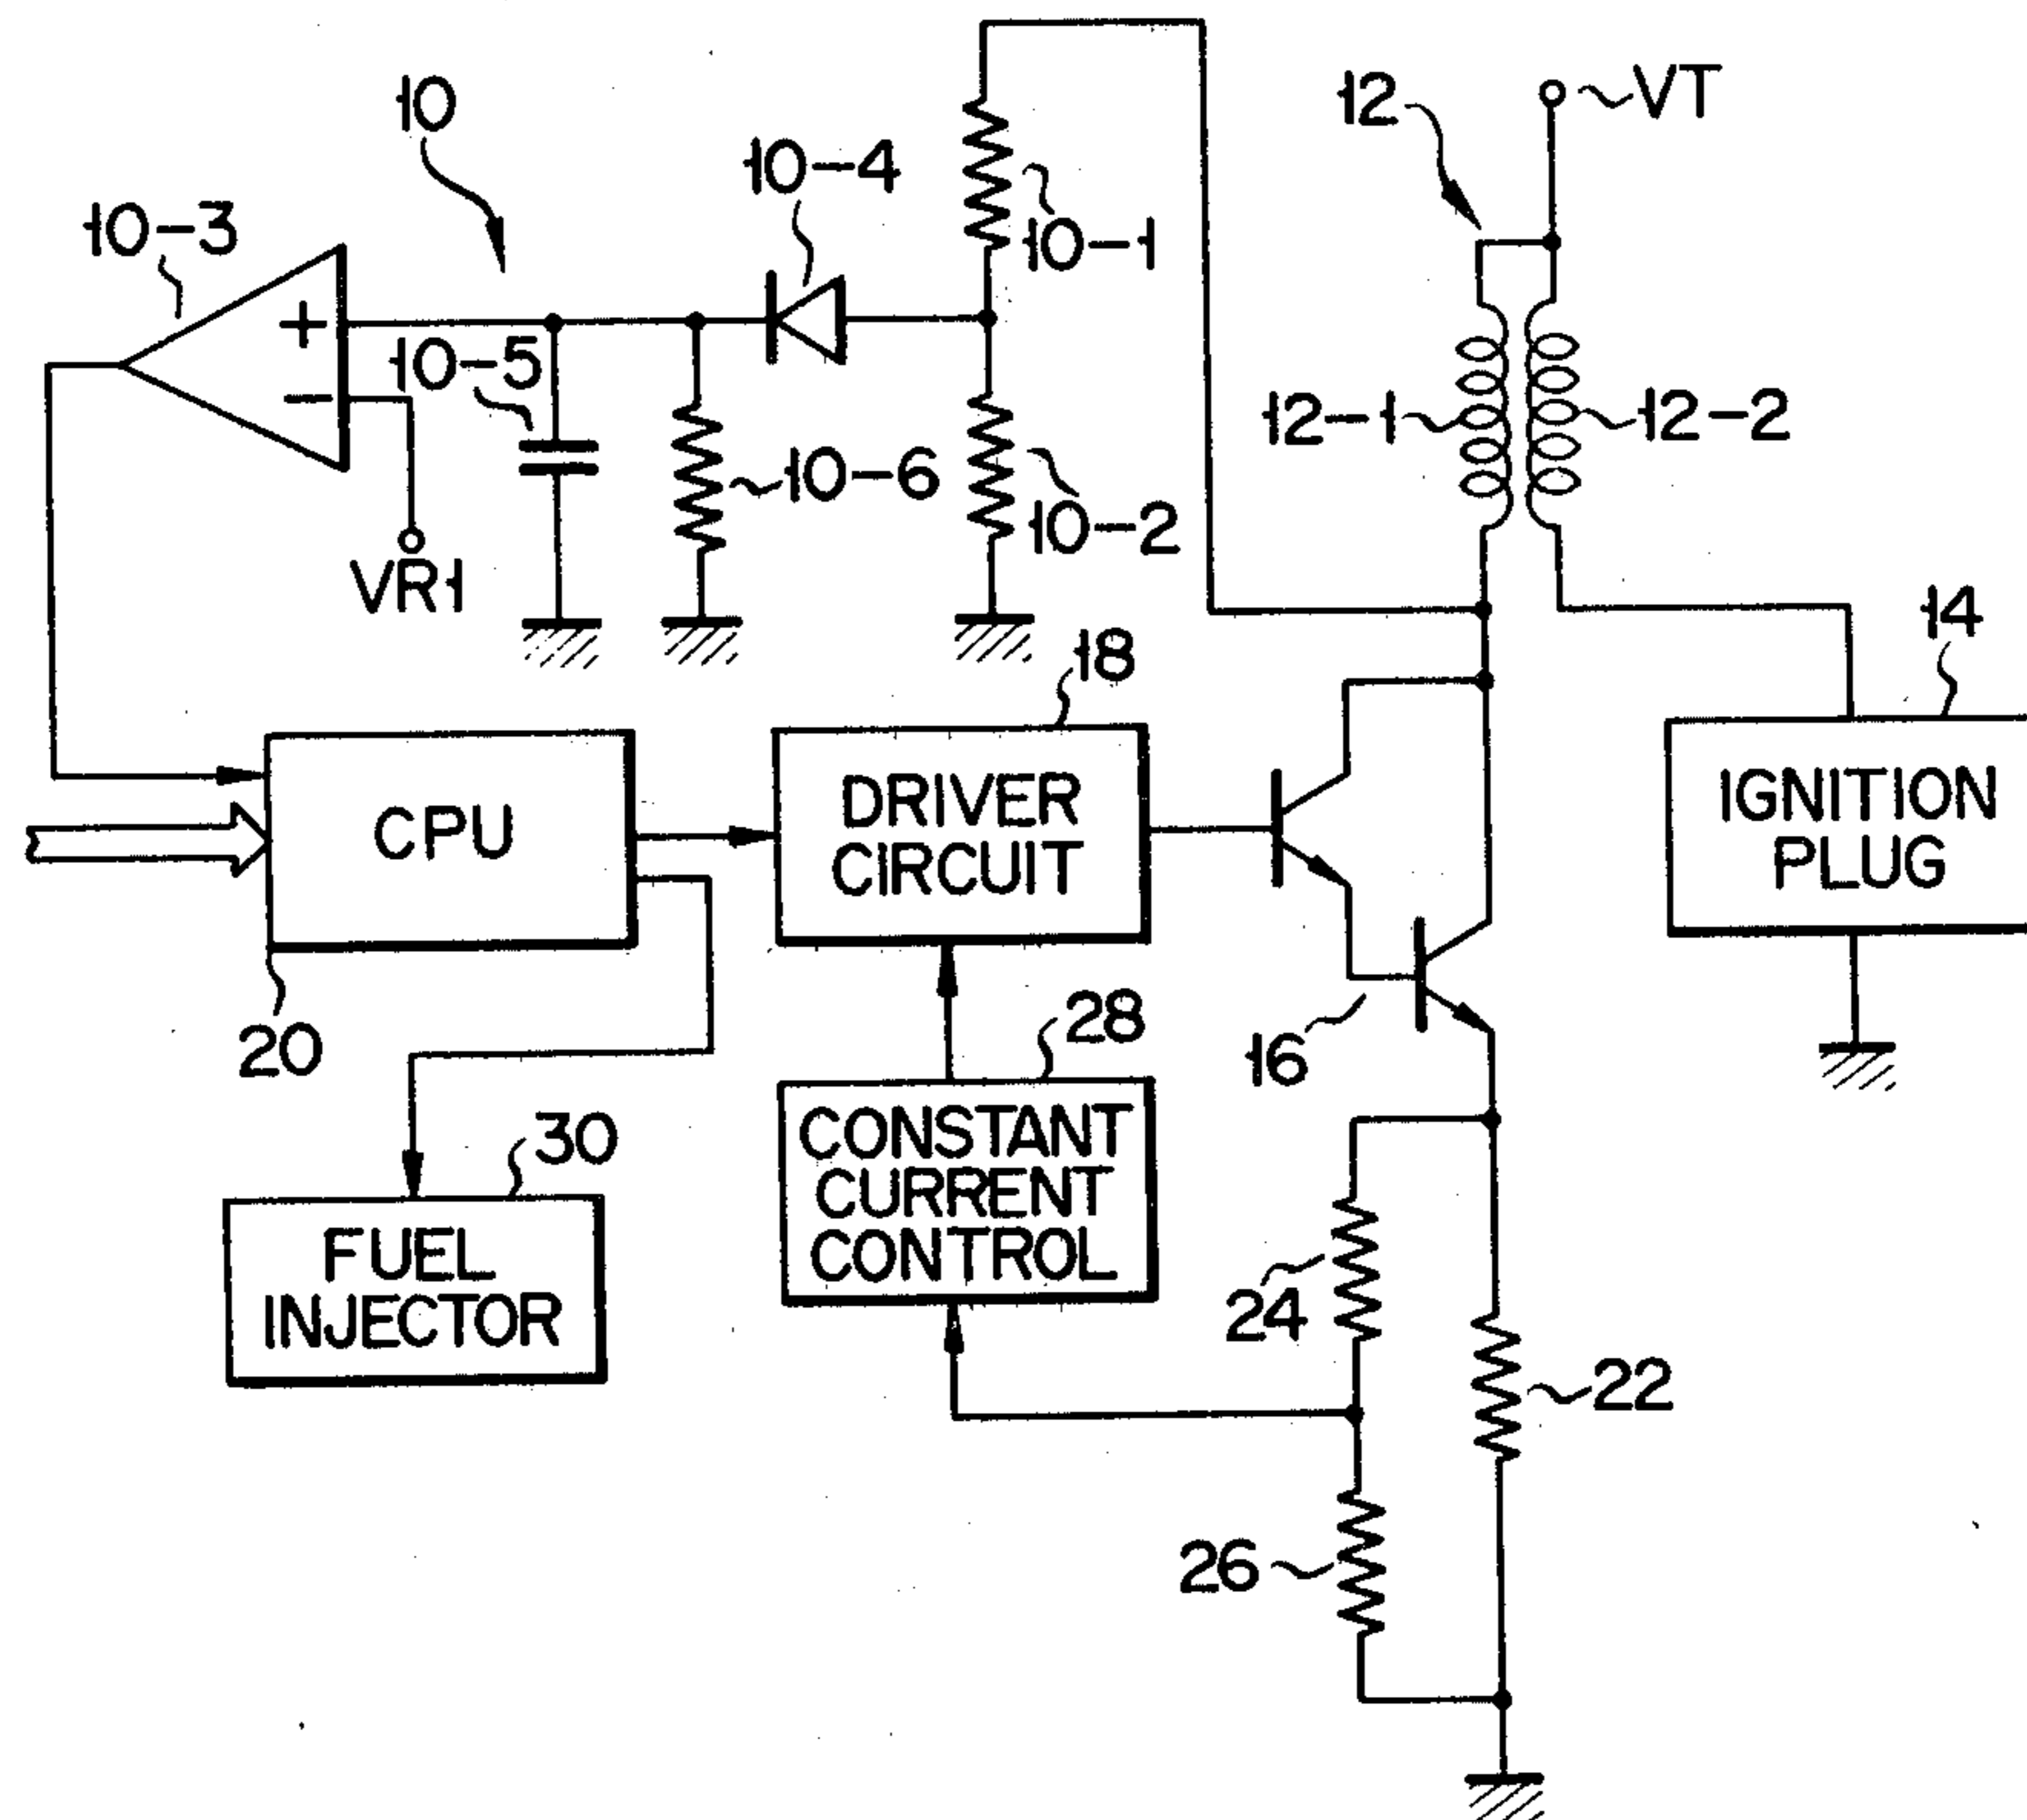 10
12
VT
10-4
10-3
10-1
+
10-5
-
12-1
12-2
10-6
10-2
VR1
14
18
CPU
DRIVER
CIRCUIT
IGNITION
PLUG
20
28
16
30
CONSTANT
CURRENT
CONTROL
FUEL
INJECTOR
24
22
26